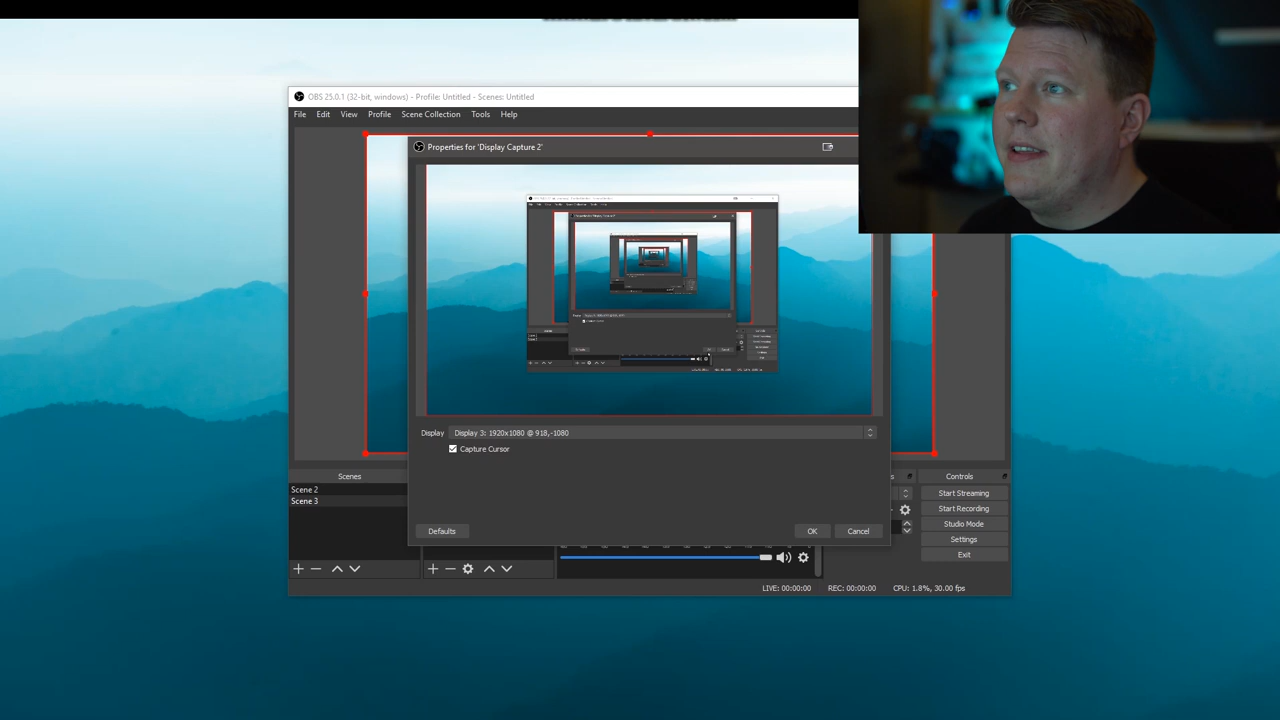 OBS 25.0.1 (32-bit, windows) - Profile: Untitled - Scenes: Untitled
File Edit View Profile Scene Collection Tools Help
Properties for 'Display Capture 2'
Display Display 3: 1920x1080 @ 918,-1080
Capture Cursor
Defaults OK Cancel
Scenes
Scene 2
Scene 3
Controls
Start Streaming
Start Recording
Studio Mode
Settings
Exit
LIVE: 00:00:00 REC: 00:00:00 CPU: 1.8%, 30.00 fps